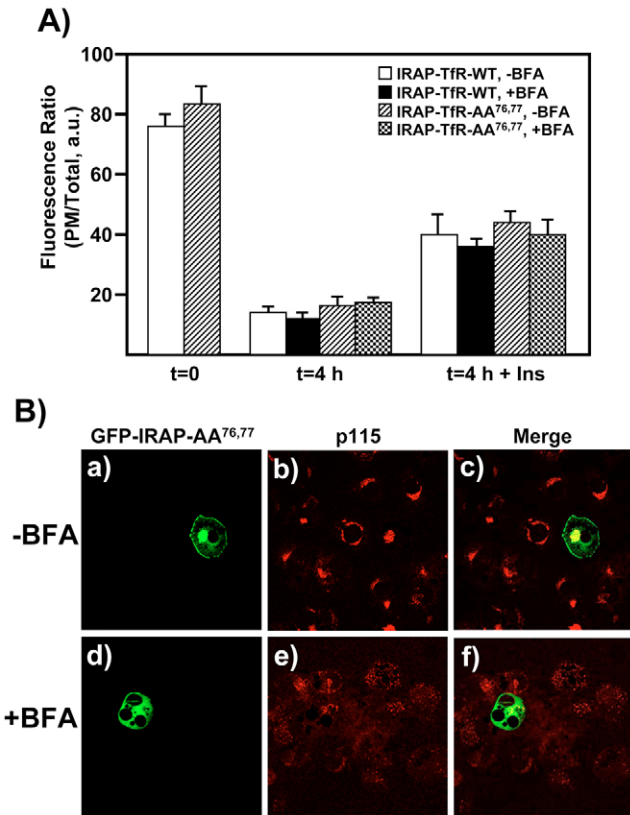 A)
100
80
60
40
20
Fluorescence Ratio
(PM/Total, a.u.)
IRAP-TfR-WT, -BFA
IRAP-TfR-WT, +BFA
IRAP-TfR-AA⁷⁶,⁷⁷, -BFA
IRAP-TfR-AA⁷⁶,⁷⁷, +BFA
t=0 t=4 h t=4 h + Ins
B)
GFP-IRAP-AA⁷⁶,⁷⁷ p115 Merge
-BFA
a) b) c)
+BFA
d) e) f)